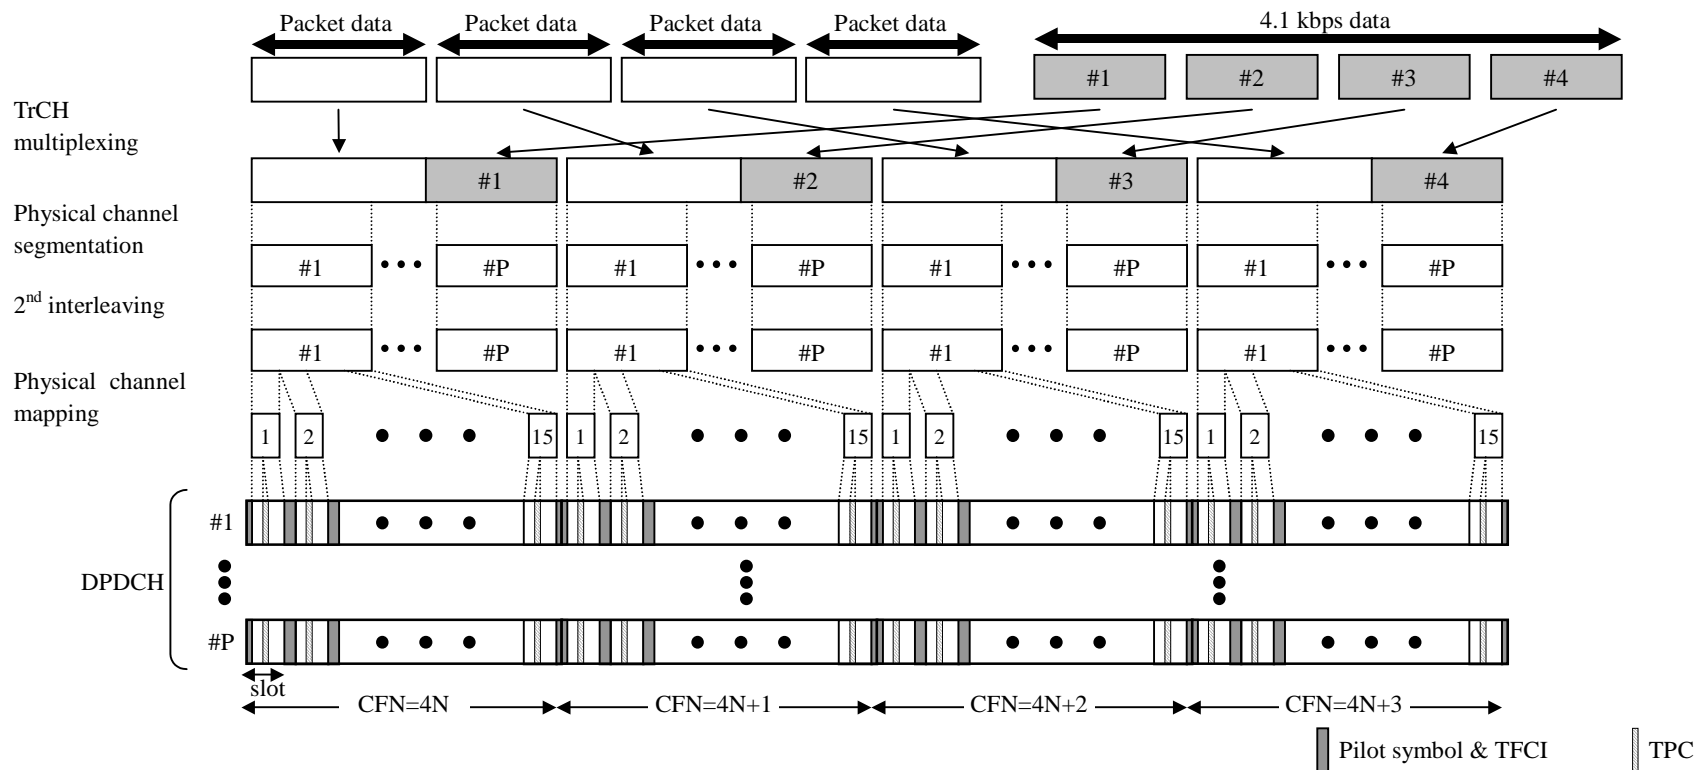 Packet data Packet data Packet data Packet data 4.1 kbps data
#1 #2 #3 #4
TrCH
multiplexing
#1 #2 #3 #4
Physical channel
segmentation
#1 #P #1 #P #1 #P #1 #P
2nd interleaving
#1 #P #1 #P #1 #P #1 #P
Physical channel
mapping
1 2 15 1 2 15 1 2 15 1 2 15
#1
DPDCH
#P
slot
CFN=4N CFN=4N+1 CFN=4N+2 CFN=4N+3
Pilot symbol & TFCI TPC